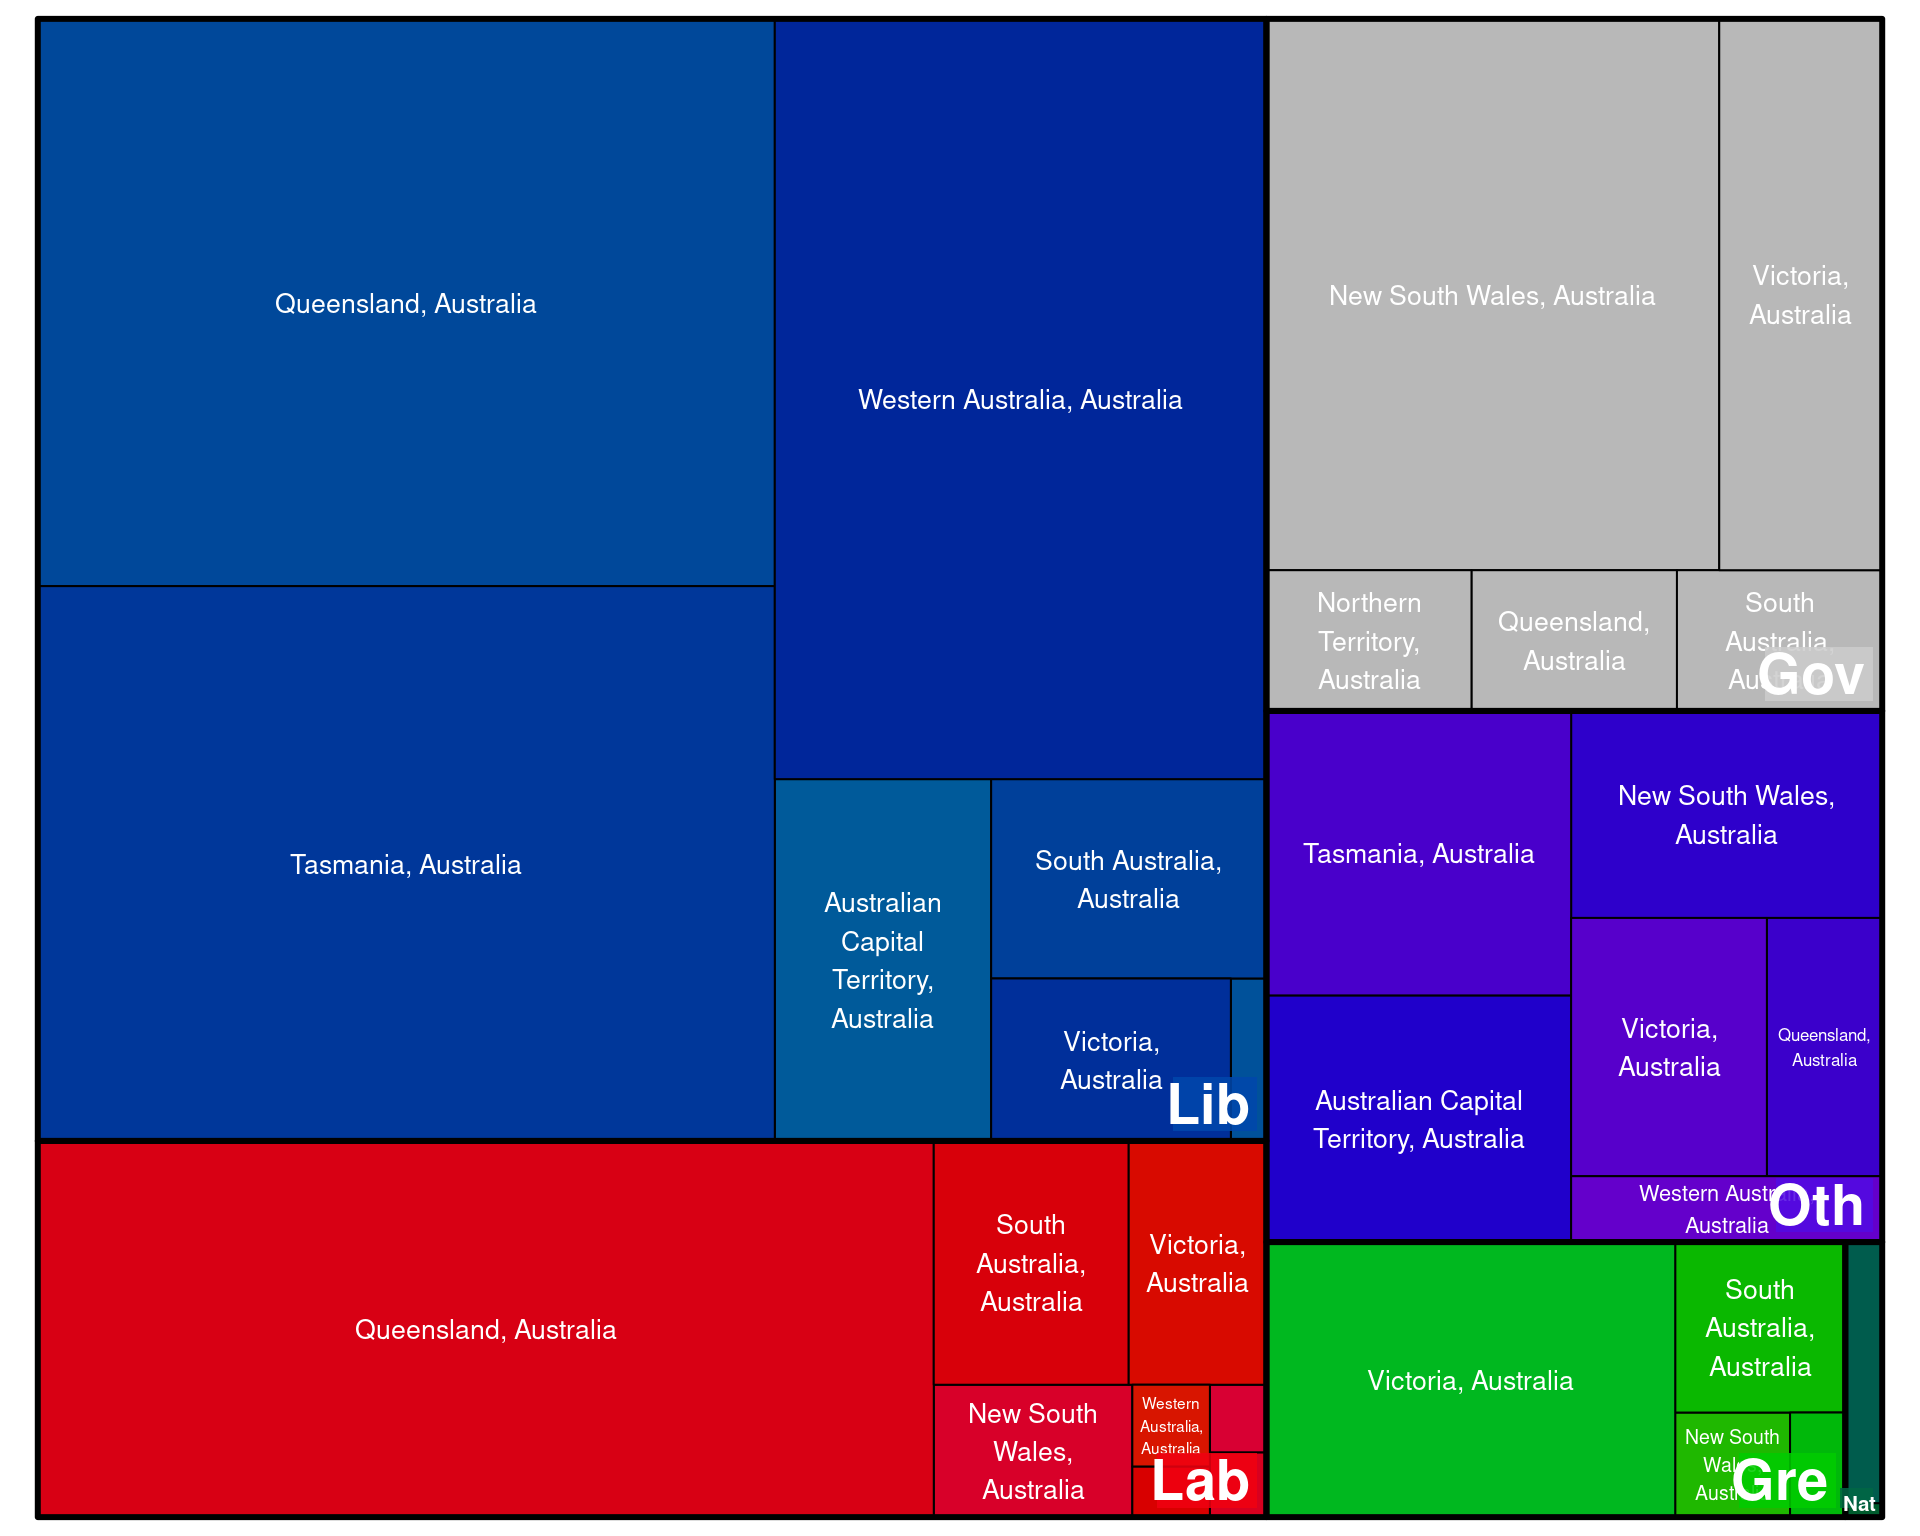 Queensland, Australia
Tasmania, Australia
Western Australia, Australia
Australian
Capital
Territory,
Australia
South Australia,
Australia
Victoria,
Australia
Lib
Queensland, Australia
South
Australia,
Australia
Victoria,
Australia
New South
Wales,
Australia
Western
Australia,
Australia
Lab
New South Wales, Australia
Victoria,
Australia
Northern
Territory,
Australia
Queensland,
Australia
South
Australia,
Gov
Tasmania, Australia
New South Wales,
Australia
Australian Capital
Territory, Australia
Victoria,
Australia
Queensland,
Australia
Western
Australia
Oth
Victoria, Australia
South
Australia,
Australia
New South
Gre
Nat